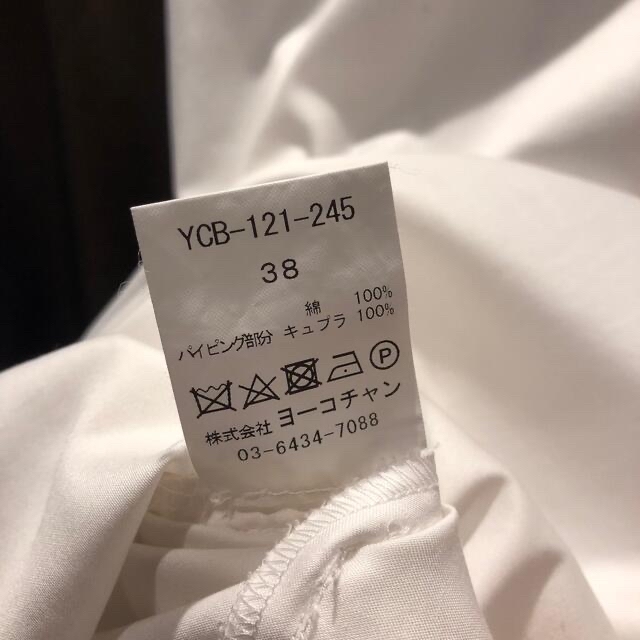 YCB-121-245
38
綿 100%
パイピング部分 キュプラ 100%
P
株式会社 ヨーコチャン
03-6434-7088